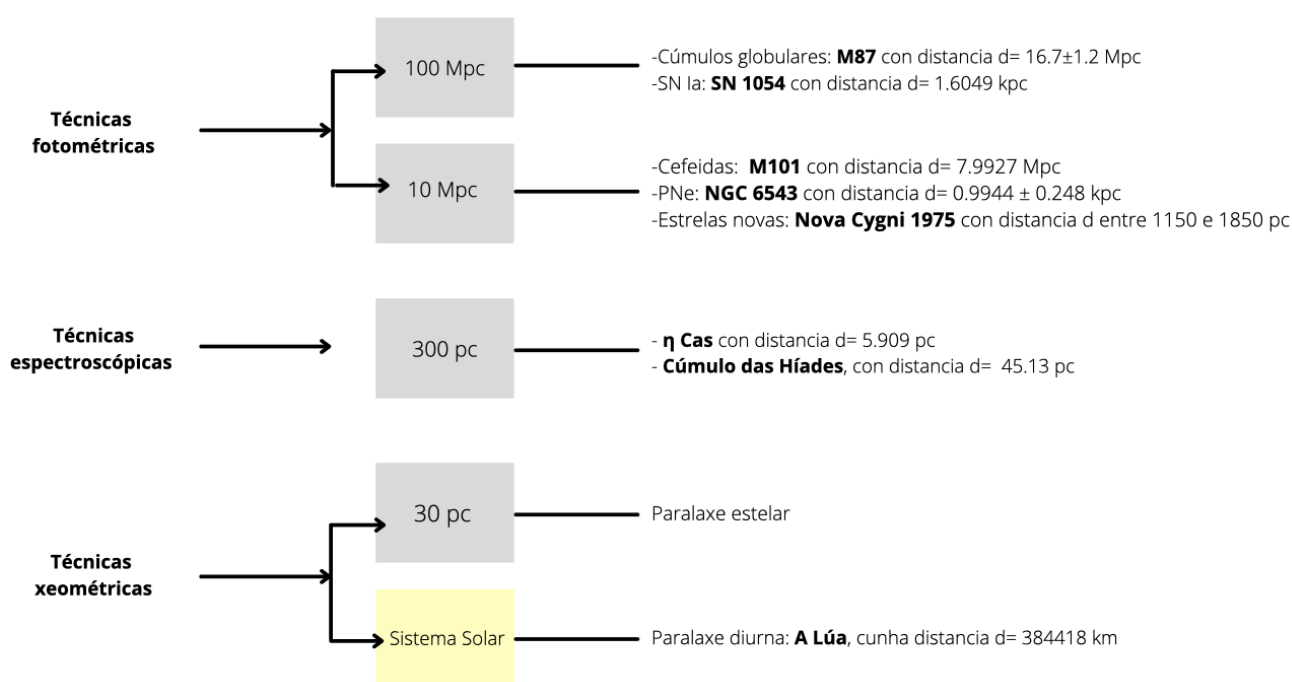 Técnicas
fotométricas
100 Mpc
-Cúmulos globulares: M87 con distancia d= 16.7±1.2 Mpc
-SN Ia: SN 1054 con distancia d= 1.6049 kpc
10 Mpc
-Cefeidas: M101 con distancia d= 7.9927 Mpc
-PNe: NGC 6543 con distancia d= 0.9944 ± 0.248 kpc
-Estrelas novas: Nova Cygni 1975 con distancia d entre 1150 e 1850 pc
Técnicas
espectroscópicas
300 pc
- η Cas con distancia d= 5.909 pc
- Cúmulo das Híades, con distancia d= 45.13 pc
Técnicas
xeométricas
30 pc
Paralaxe estelar
Sistema Solar
Paralaxe diurna: A Lúa, cunha distancia d= 384418 km